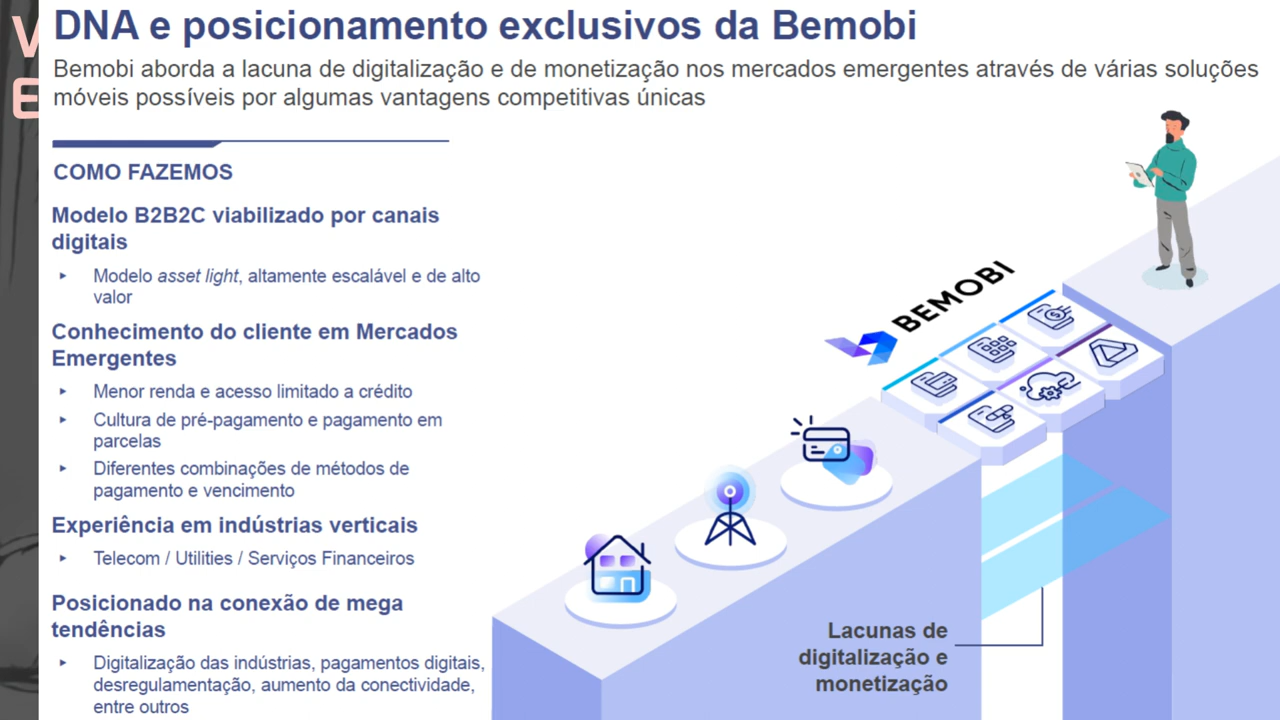 DNA e posicionamento exclusivos da Bemobi
Bemobi aborda a lacuna de digitalização e de monetização nos mercados emergentes através de várias soluções
móveis possíveis por algumas vantagens competitivas únicas
COMO FAZEMOS
Modelo B2B2C viabilizado por canais
digitais
▸ Modelo asset light, altamente escalável e de alto
valor
Conhecimento do cliente em Mercados
Emergentes
▸ Menor renda e acesso limitado a crédito
▸ Cultura de pré-pagamento e pagamento em
parcelas
▸ Diferentes combinações de métodos de
pagamento e vencimento
Experiência em indústrias verticais
▸ Telecom / Utilities / Serviços Financeiros
Posicionado na conexão de mega
tendências
▸ Digitalização das indústrias, pagamentos digitais,
desregulamentação, aumento da conectividade,
entre outros
BEMOBI
Lacunas de
digitalização e
monetização